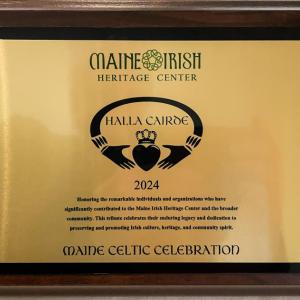 MAINE IRISH
HERITAGE CENTER
HALLA CAIRDE
2024
Honoring the remarkable individuals and organizations who have
significantly contributed to the Maine Irish Heritage Center and the broader
community. This tribute celebrates their enduring legacy and dedication to
preserving and promoting Irish culture, heritage, and community spirit.
MAINE CELTIC CELEBRATION